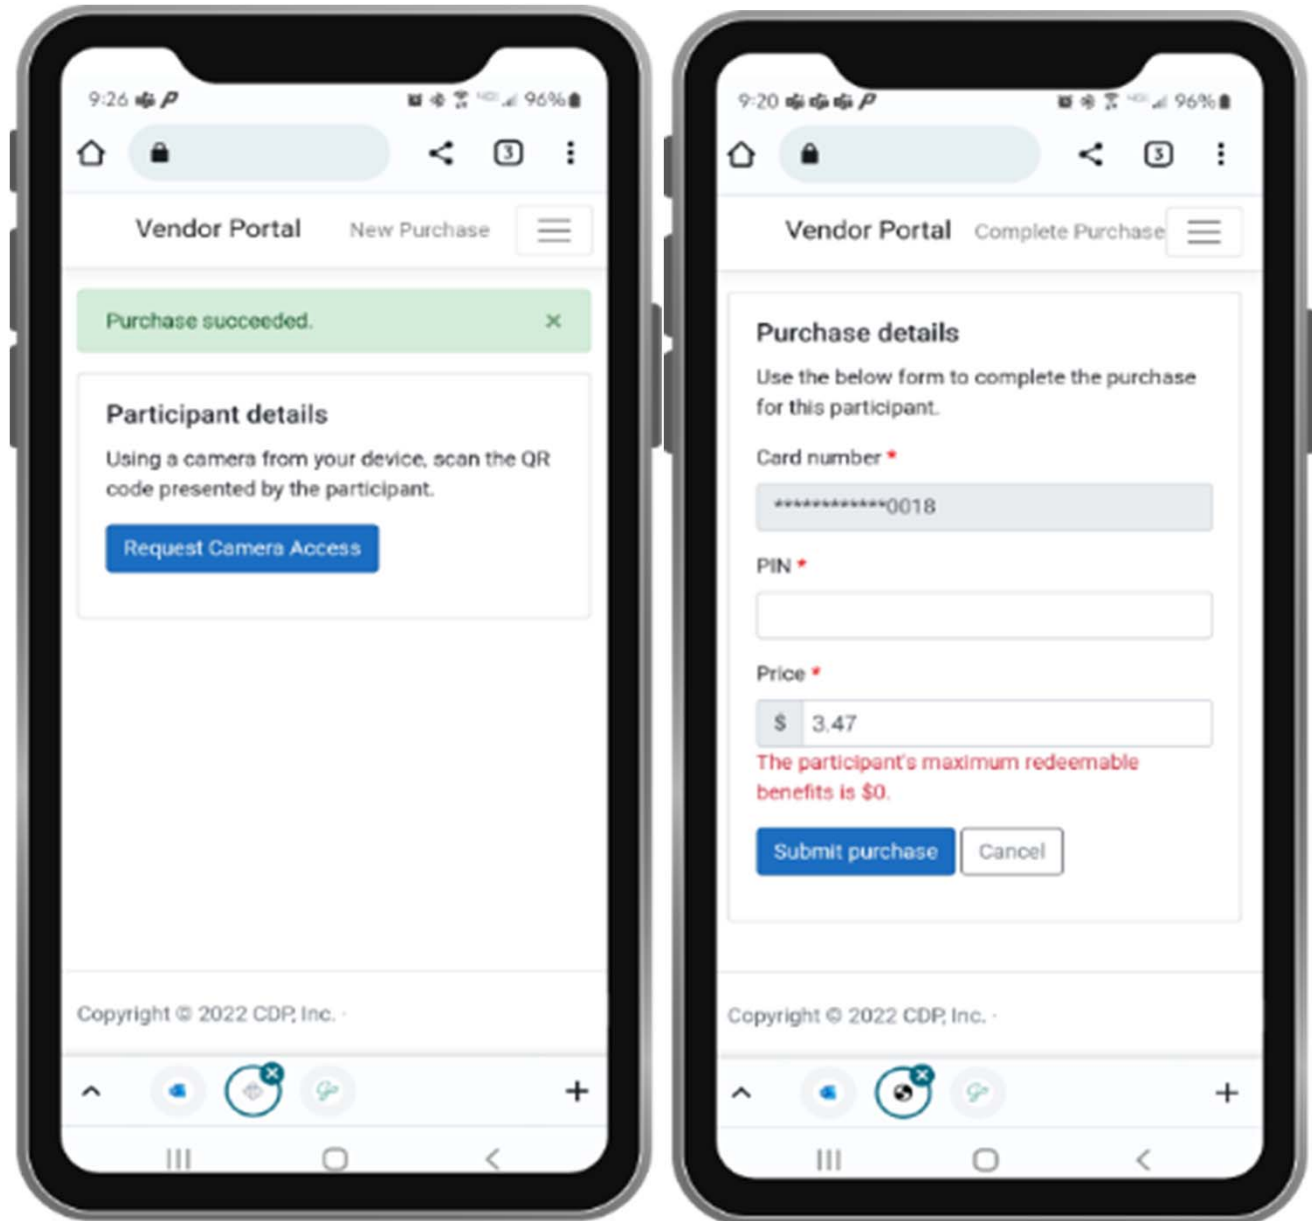 9:26
96%
3
Vendor Portal New Purchase
Purchase succeeded. ×
Participant details
Using a camera from your device, scan the QR
code presented by the participant.
Request Camera Access
Copyright © 2022 CDP, Inc. ·
9:20
96%
3
Vendor Portal Complete Purchase
Purchase details
Use the below form to complete the purchase
for this participant.
Card number *
************0018
PIN *
Price *
$ 3.47
The participant's maximum redeemable
benefits is $0.
Submit purchase Cancel
Copyright © 2022 CDP, Inc. ·